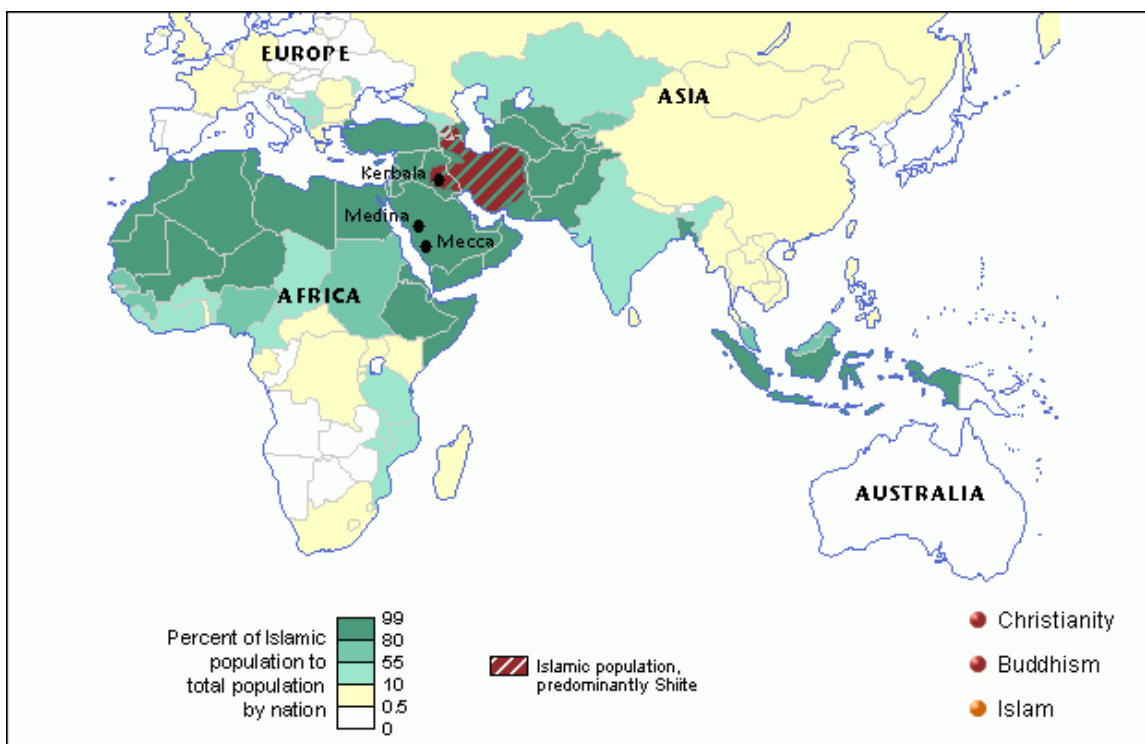 EUROPE
ASIA
Kerbala
Medina
Mecca
AFRICA
AUSTRALIA
Percent of Islamic
population to
total population
by nation
99
80
55
10
0.5
0
Islamic population,
predominantly Shiite
Christianity
Buddhism
Islam